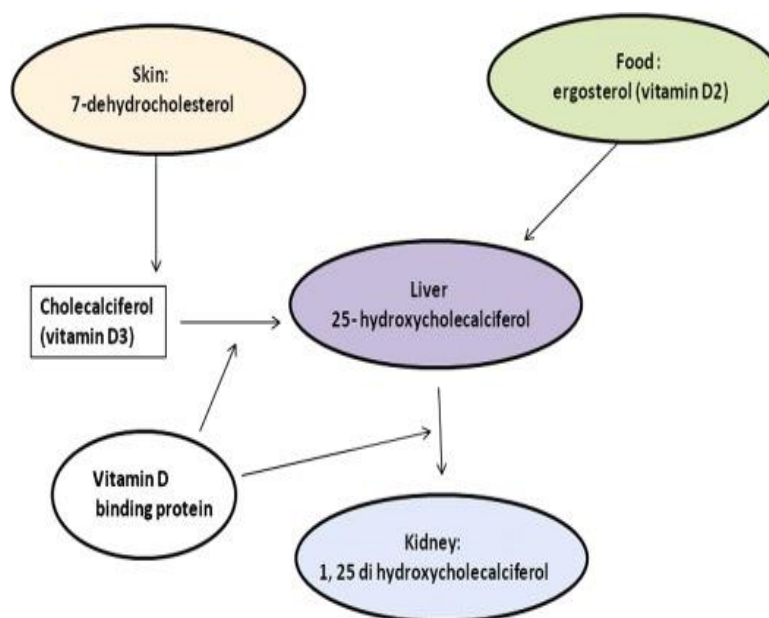 Skin:
7-dehydrocholesterol
Food :
ergosterol (vitamin D2)
Cholecalciferol
(vitamin D3)
Liver
25- hydroxycholecalciferol
Vitamin D
binding protein
Kidney:
1, 25 di hydroxycholecalciferol